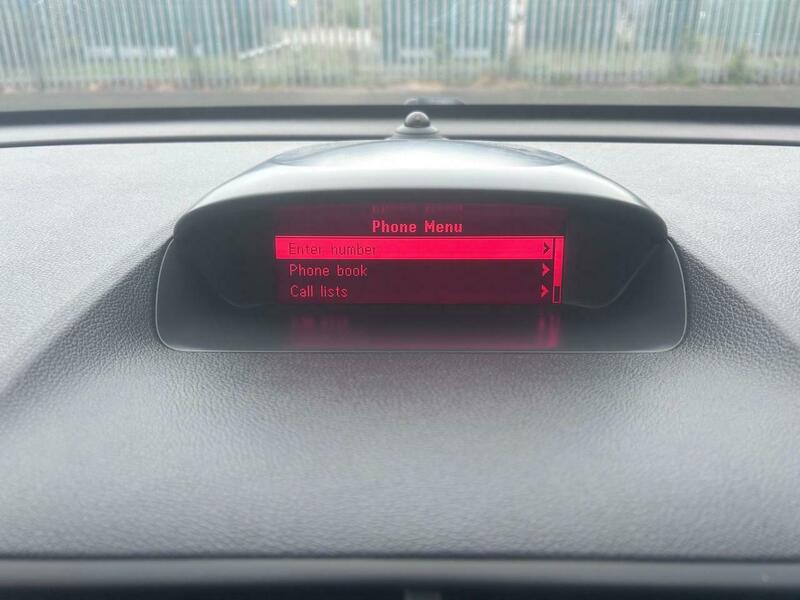 Phone Menu
Enter number
Phone book
Call lists